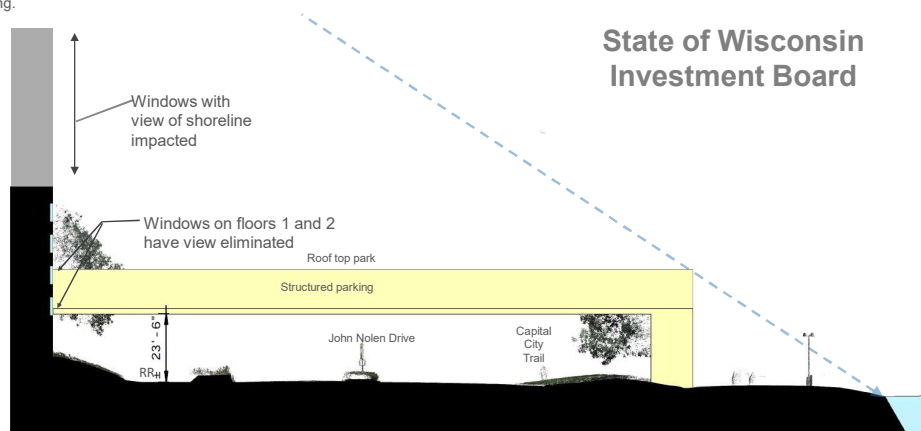 ng.
State of Wisconsin
Investment Board
Windows with
view of shoreline
impacted
Windows on floors 1 and 2
have view eliminated
Roof top park
Structured parking
± 23' - 6"
John Nolen Drive
Capital
City
Trail
RR